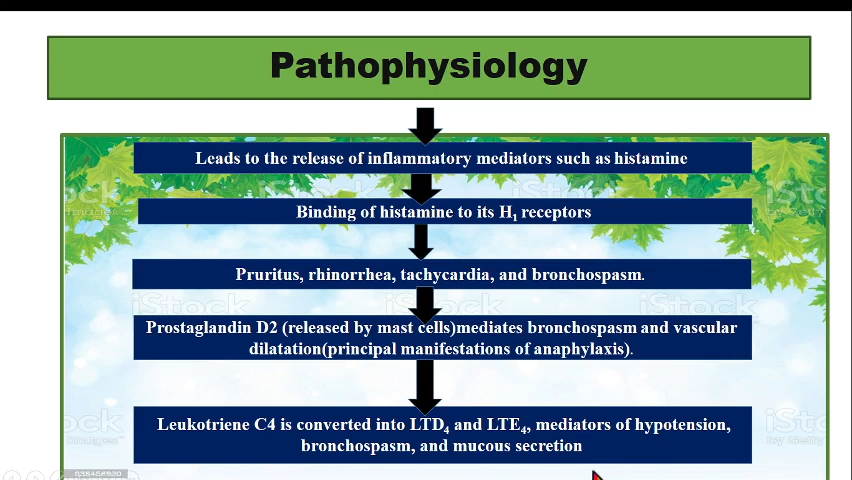 Pathophysiology
Leads to the release of inflammatory mediators such as histamine
Binding of histamine to its H₁ receptors
Pruritus, rhinorrhea, tachycardia, and bronchospasm.
Prostaglandin D2 (released by mast cells)mediates bronchospasm and vascular
dilatation(principal manifestations of anaphylaxis).
Leukotriene C4 is converted into LTD₄ and LTE₄, mediators of hypotension,
bronchospasm, and mucous secretion
iStock
iStock